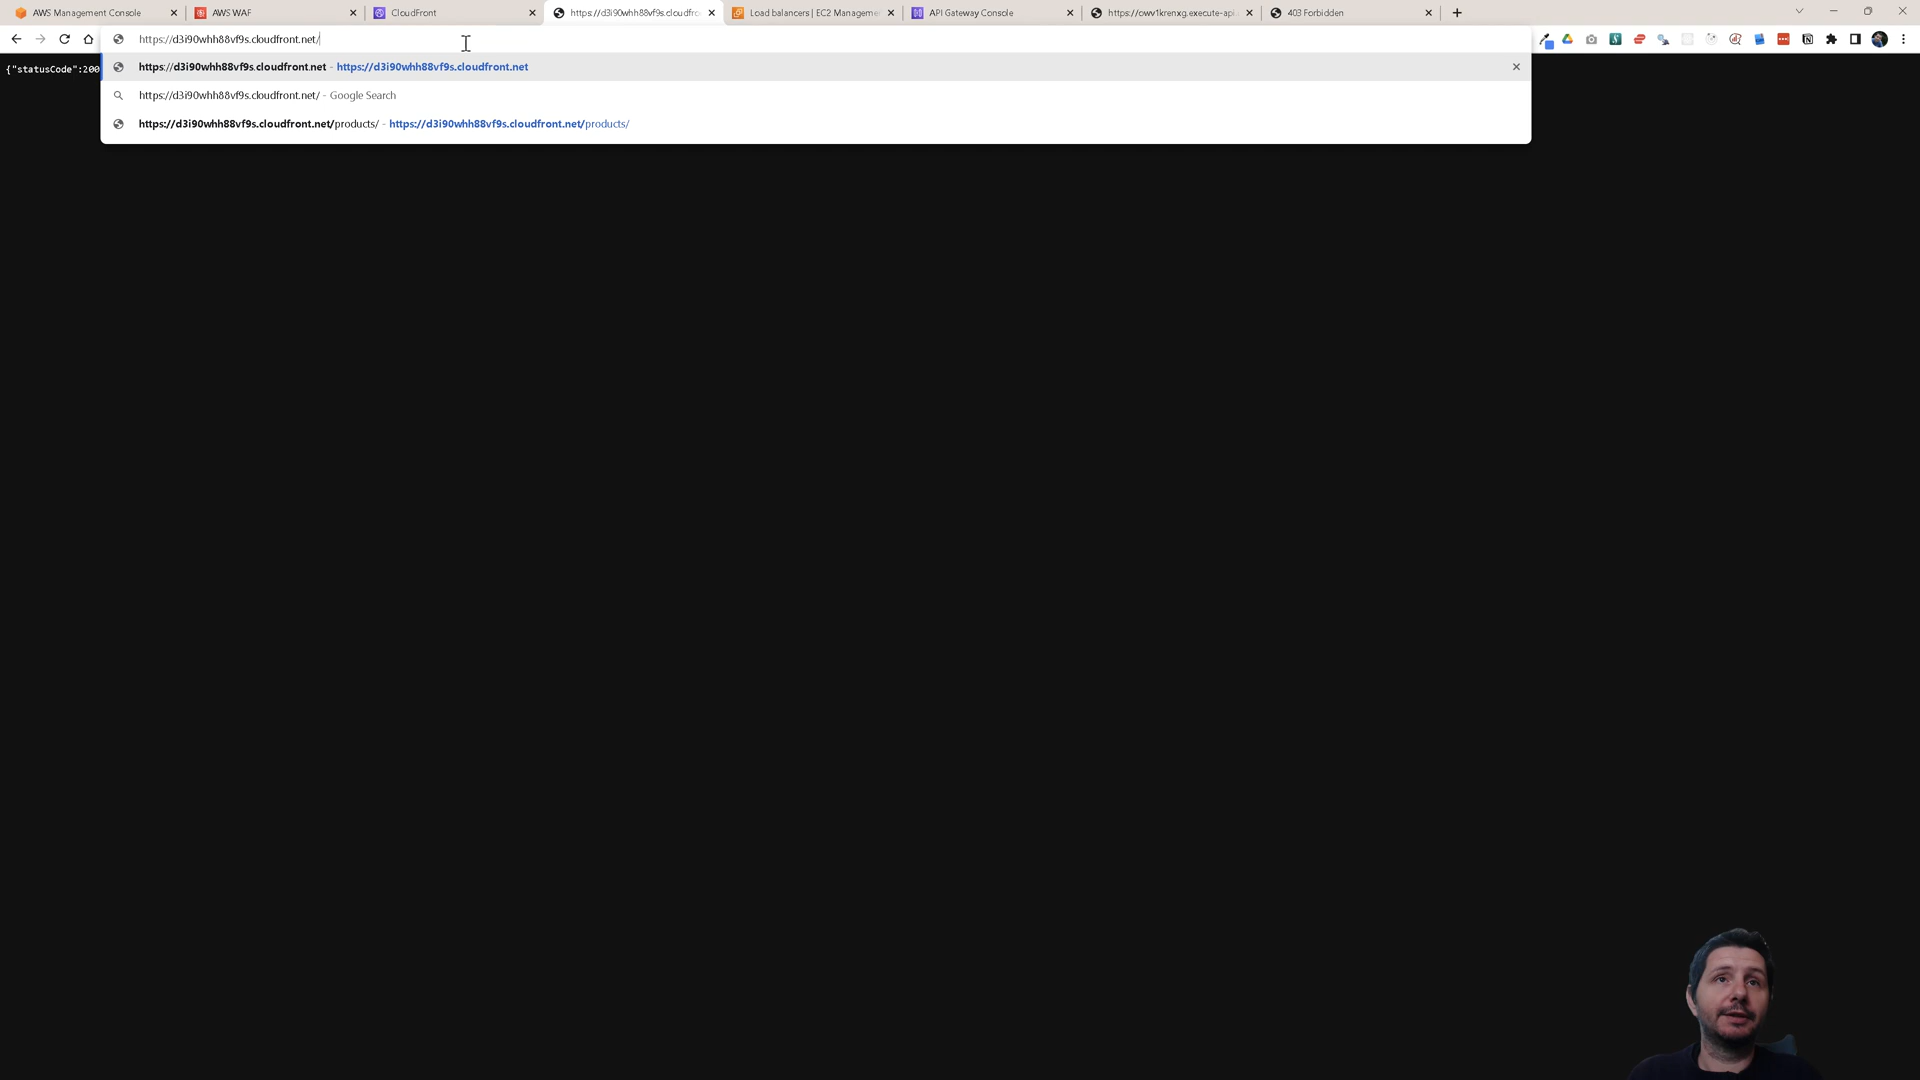 AWS Management Console
AWS WAF
CloudFront
https://d3i90whh88vf9s.cloudfro
Load balancers | EC2 Manageme
API Gateway Console
https://owv1krenxg.execute-api.
403 Forbidden
https://d3i90whh88vf9s.cloudfront.net/
https://d3i90whh88vf9s.cloudfront.net - https://d3i90whh88vf9s.cloudfront.net
{"statusCode":200
https://d3i90whh88vf9s.cloudfront.net/ - Google Search
https://d3i90whh88vf9s.cloudfront.net/products/ - https://d3i90whh88vf9s.cloudfront.net/products/